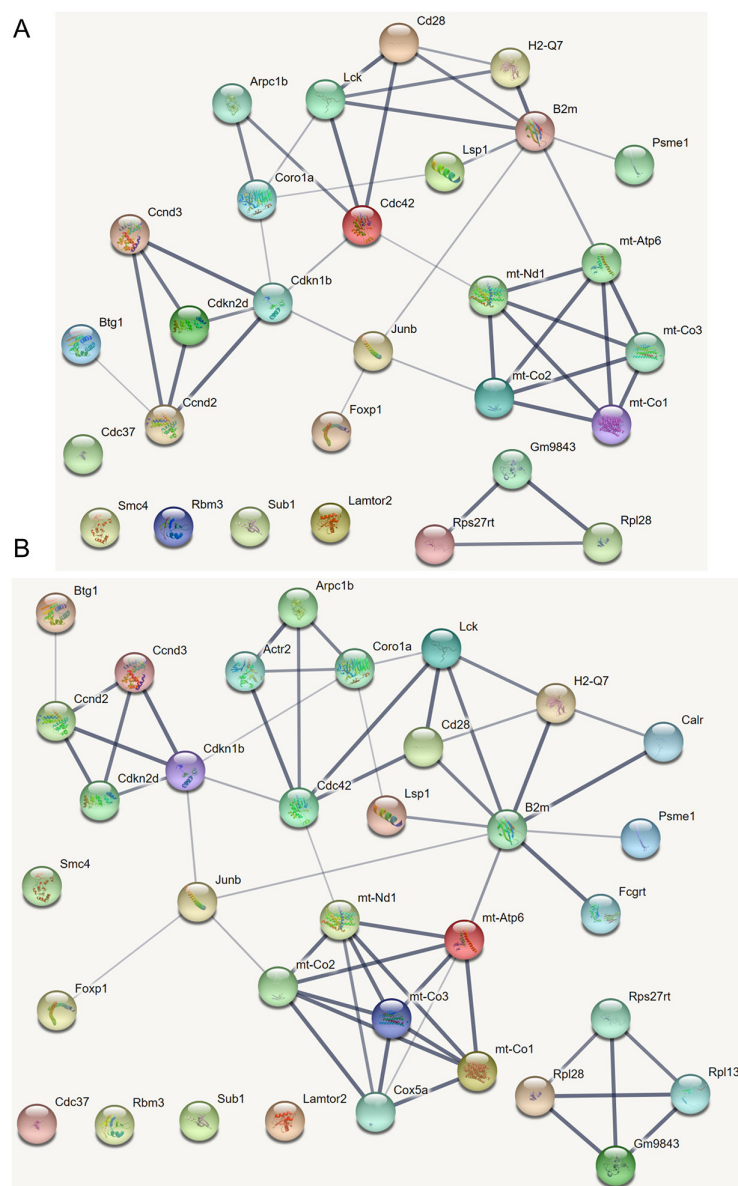 A
Cd28
H2-Q7
Lck
Arpc1b
B2m
Psme1
Lsp1
Coro1a
Cdc42
Ccnd3
mt-Atp6
mt-Nd1
Cdkn1b
Cdkn2d
Btg1
Junb
mt-Co3
mt-Co2
mt-Co1
Ccnd2
Foxp1
Cdc37
Gm9843
Smc4
Rbm3
Sub1
Lamtor2
Rps27rt
Rpl28
B
Arpc1b
Btg1
Lck
Ccnd3
Actr2
Coro1a
H2-Q7
Ccnd2
Calr
Cd28
Cdkn1b
Cdkn2d
Cdc42
Lsp1
B2m
Psme1
Smc4
Junb
Fcgrt
mt-Nd1
mt-Atp6
mt-Co2
Foxp1
mt-Co3
Rps27rt
mt-Co1
Rpl28
Rpl13
Cox5a
Cdc37
Rbm3
Sub1
Lamtor2
Gm9843